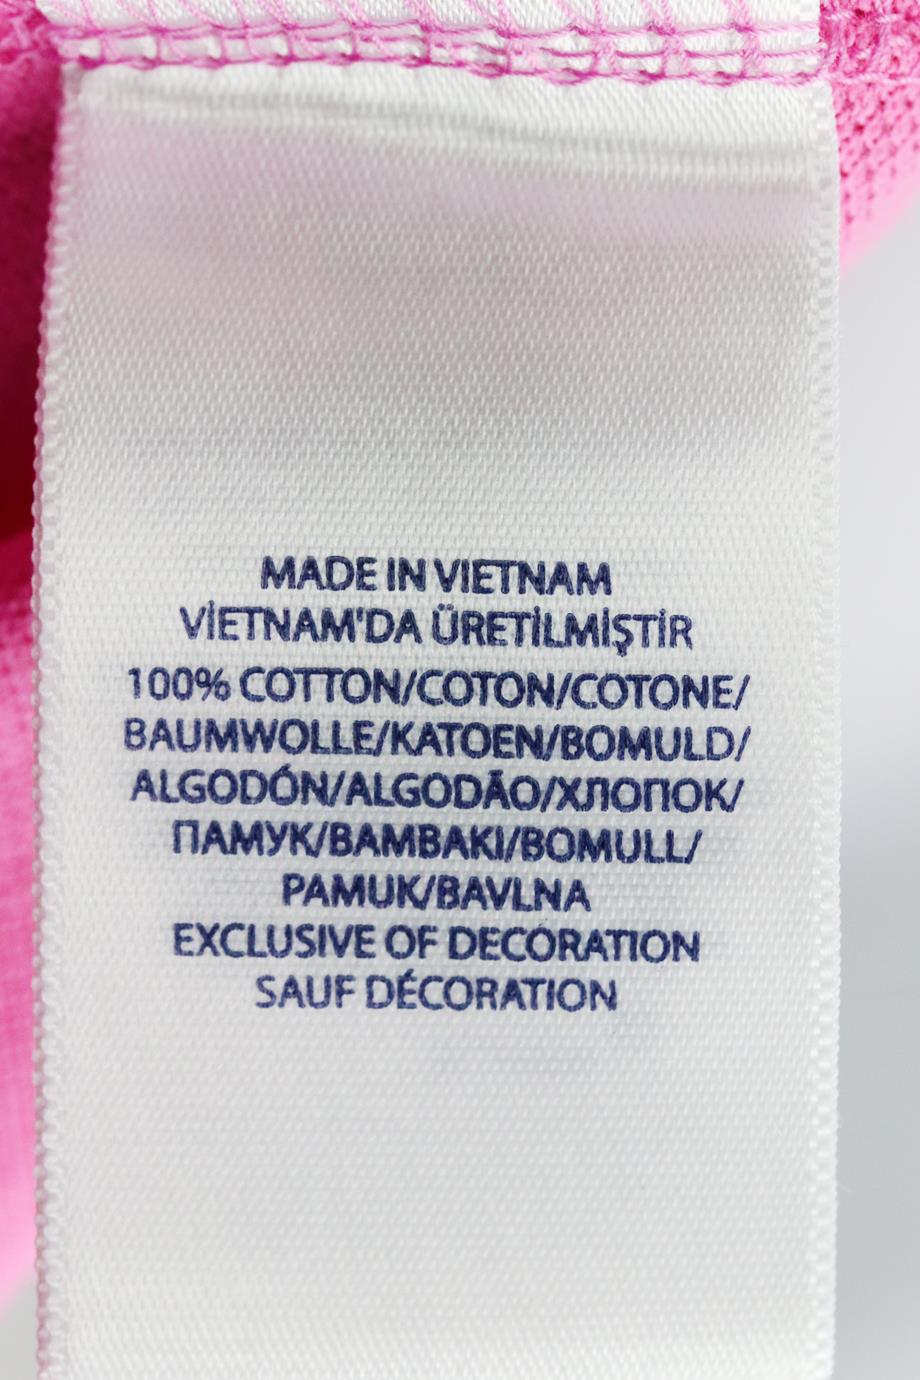 MADE IN VIETNAM
VİETNAM'DA ÜRETİLMİŞTİR
100% COTTON/COTON/COTONE/
BAUMWOLLE/KATOEN/BOMULD/
ALGODÓN/ALGODÃO/ХЛОПОК/
ПАМУК/BAMBAKI/BOMULL/
PAMUK/BAVLNA
EXCLUSIVE OF DECORATION
SAUF DÉCORATION